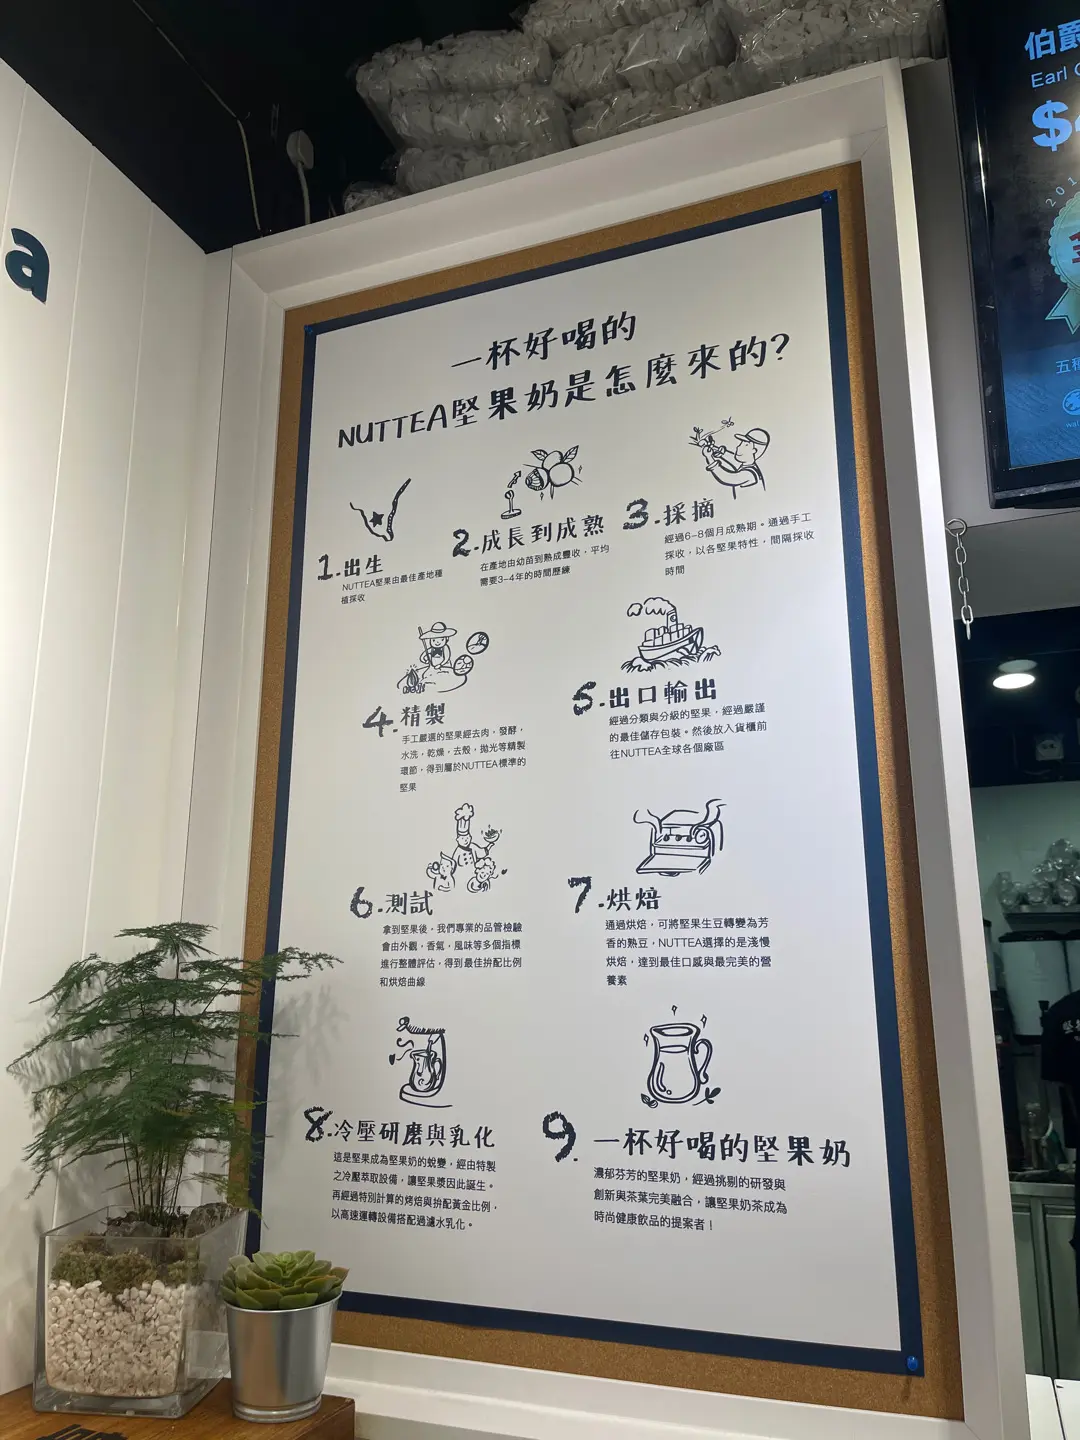 a
一杯好喝的
NUTTEA堅果奶是怎麼來的?
1.出生
NUTTEA堅果由最佳產地種
植採收
2.成長到成熟
在產地由幼苗到熟成豐收，平均
需要3-4年的時間歷練
3.採摘
經過6-8個月成熟期。通過手工
採收，以各堅果特性，間隔採收
時間
4.精製
手工嚴選的堅果經去肉，發酵，
水洗，乾燥，去殼，拋光等精製
環節，得到屬於NUTTEA標準的
堅果
5.出口輸出
經過分類與分級的堅果，經過嚴謹
的最佳儲存包裝。然後放入貨櫃前
往NUTTEA全球各個廠區
6.測試
拿到堅果後，我們專業的品管檢驗
會由外觀，香氣，風味等多個指標
進行整體評估，得到最佳拚配比例
和烘焙曲線
7.烘焙
通過烘焙，可將堅果生豆轉變為芳
香的熟豆，NUTTEA選擇的是淺慢
烘焙，達到最佳口感與最完美的營
養素
8.冷壓研磨與乳化
這是堅果成為堅果奶的蛻變，經由特製
之冷壓萃取設備，讓堅果漿因此誕生。
再經過特別計算的烤焙與拚配黃金比例，
以高速運轉設備搭配過濾水乳化。
9.一杯好喝的堅果奶
濃郁芬芳的堅果奶，經過挑剔的研發與
創新與茶葉完美融合，讓堅果奶茶成為
時尚健康飲品的提案者！
伯爵
Earl
$
201
五種
wal
堅